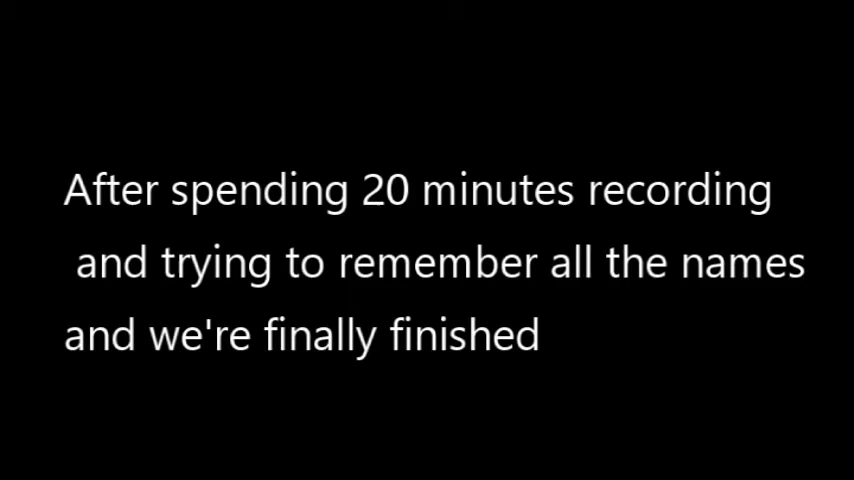 After spending 20 minutes recording
and trying to remember all the names
and we're finally finished